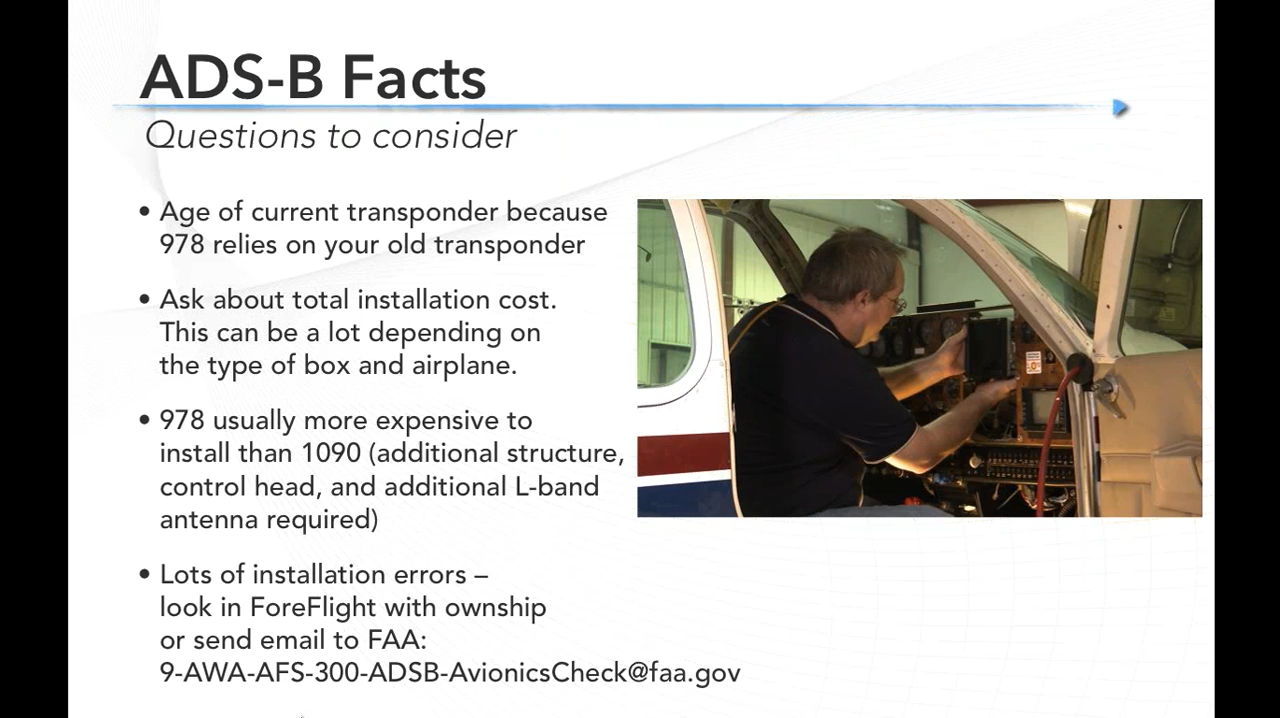 ADS-B Facts
Questions to consider
• Age of current transponder because
978 relies on your old transponder
• Ask about total installation cost.
This can be a lot depending on
the type of box and airplane.
• 978 usually more expensive to
install than 1090 (additional structure,
control head, and additional L-band
antenna required)
• Lots of installation errors –
look in ForeFlight with ownship
or send email to FAA:
9-AWA-AFS-300-ADSB-AvionicsCheck@faa.gov